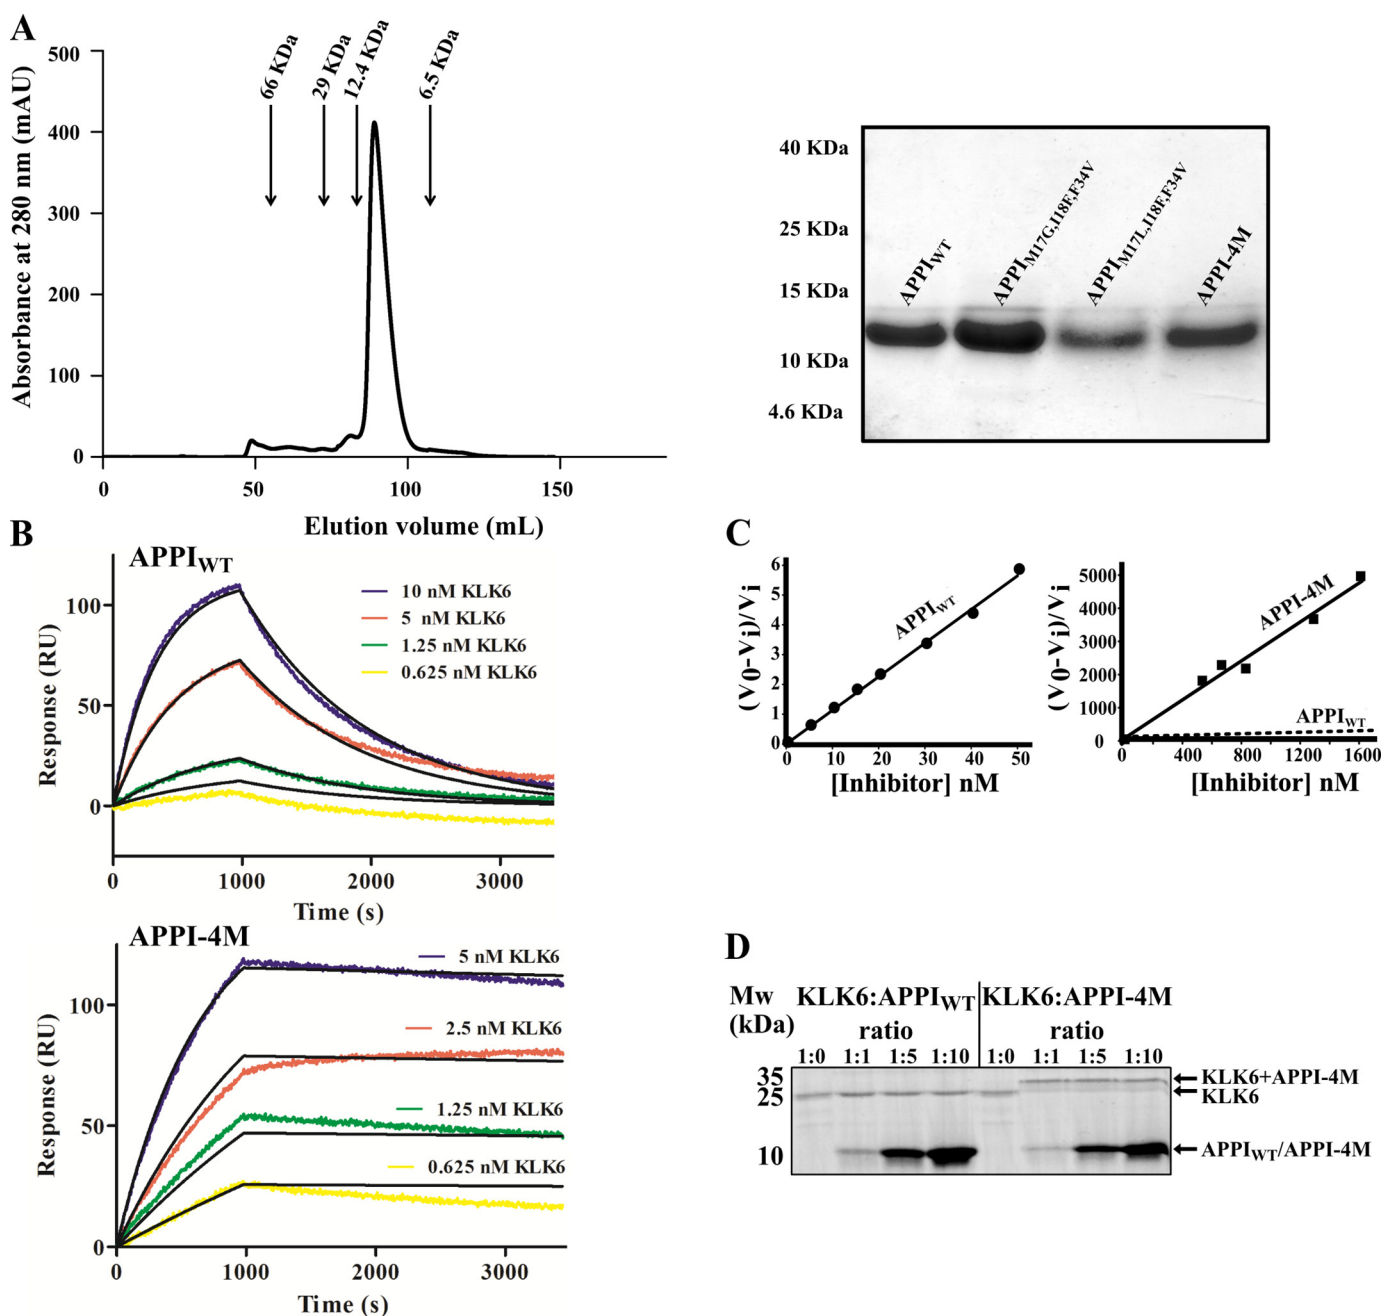 A
Absorbance at 280 nm (mAU)
500
400
300
200
100
0
0
50
100
150
Elution volume (mL)
66 KDa
29 KDa
12.4 KDa
6.5 KDa
40 KDa
25 KDa
15 KDa
10 KDa
4.6 KDa
APPIWT
APPIM17G,I18F,F34V
APPIM17L,I18F,F34V
APPI-4M
B
APPIWT
Response (RU)
100
50
0
0
1000
2000
3000
Time (s)
10 nM KLK6
5 nM KLK6
1.25 nM KLK6
0.625 nM KLK6
APPI-4M
Response (RU)
100
50
0
0
1000
2000
3000
Time (s)
5 nM KLK6
2.5 nM KLK6
1.25 nM KLK6
0.625 nM KLK6
C
(V0-Vi)/Vi
6
5
4
3
2
1
0
0
10
20
30
40
50
[Inhibitor] nM
APPIWT
(V0-Vi)/Vi
5000
4000
3000
2000
1000
0
0
400
800
1200
1600
[Inhibitor] nM
APPI-4M
APPIWT
D
Mw
(kDa)
KLK6:APPIWT
ratio
KLK6:APPI-4M
ratio
1:0 1:1 1:5 1:10 1:0 1:1 1:5 1:10
35
25
10
KLK6+APPI-4M
KLK6
APPIWT/APPI-4M